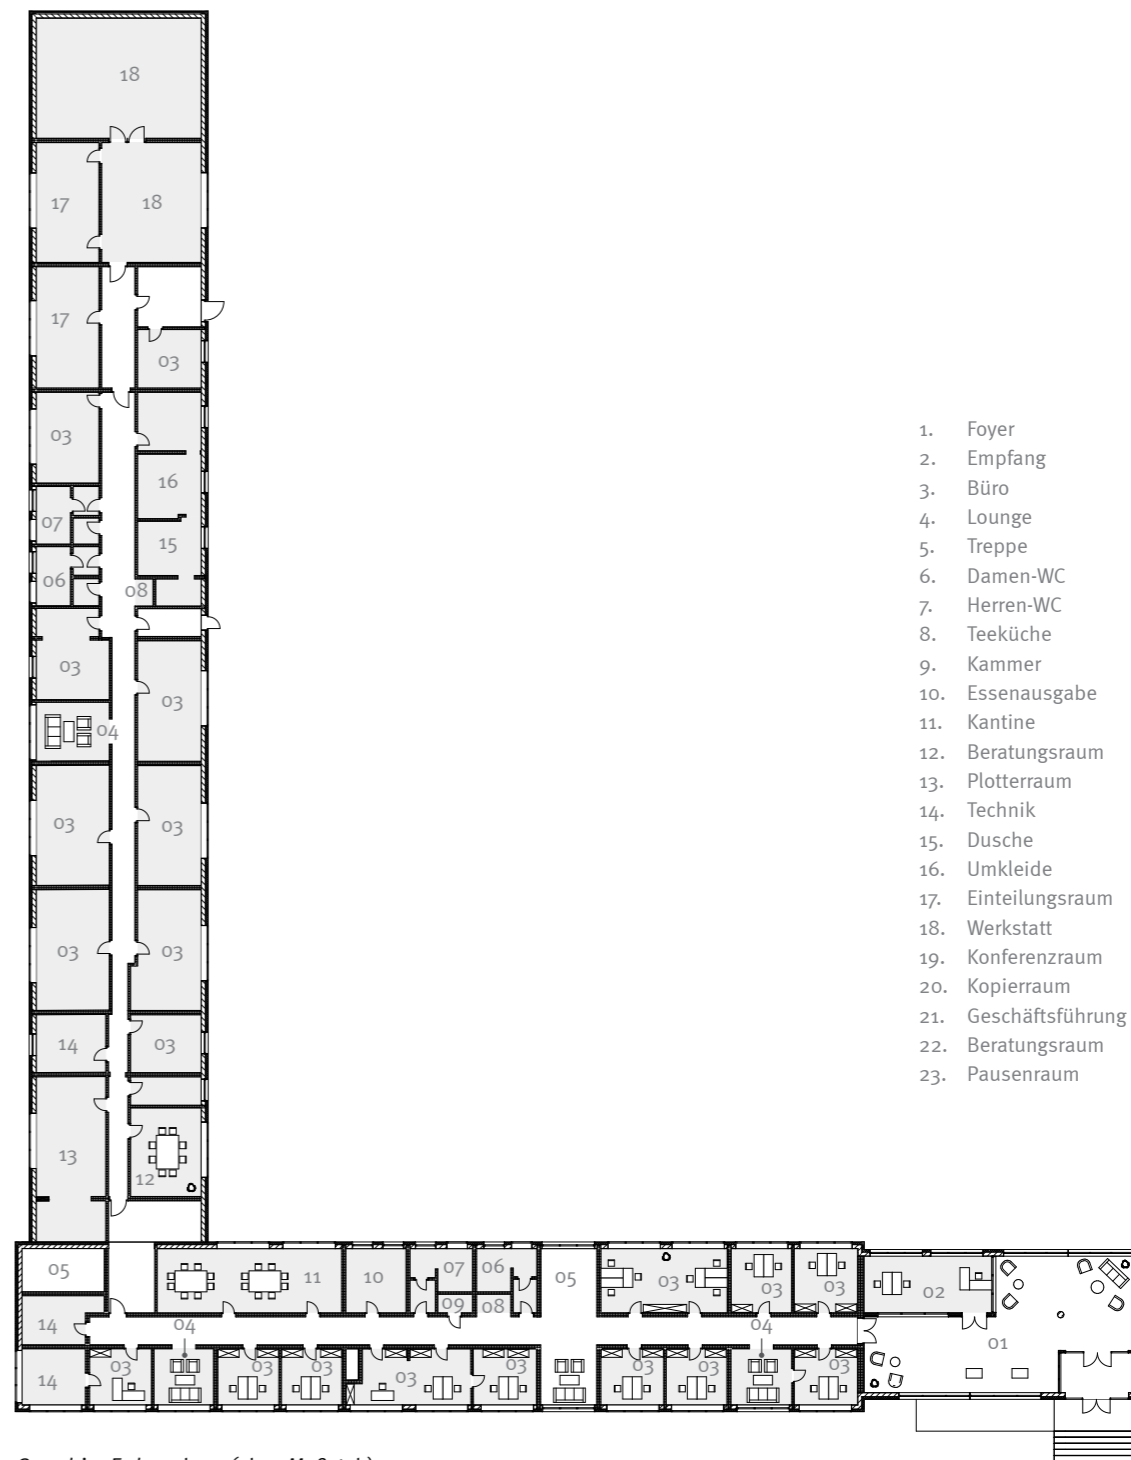 18
17
18
17
03
03
16
07
15
06
08
03
03
04
03
03
03
03
14
03
13
12
05
11
10
07
06
05
03
03
03
02
09
08
14
04
04
01
14
03
03
03
03
03
03
03
03
1. Foyer
2. Empfang
3. Büro
4. Lounge
5. Treppe
6. Damen-WC
7. Herren-WC
8. Teeküche
9. Kammer
10. Essenausgabe
11. Kantine
12. Beratungsraum
13. Plotterraum
14. Technik
15. Dusche
16. Umkleide
17. Einteilungsraum
18. Werkstatt
19. Konferenzraum
20. Kopierraum
21. Geschäftsführung
22. Beratungsraum
23. Pausenraum